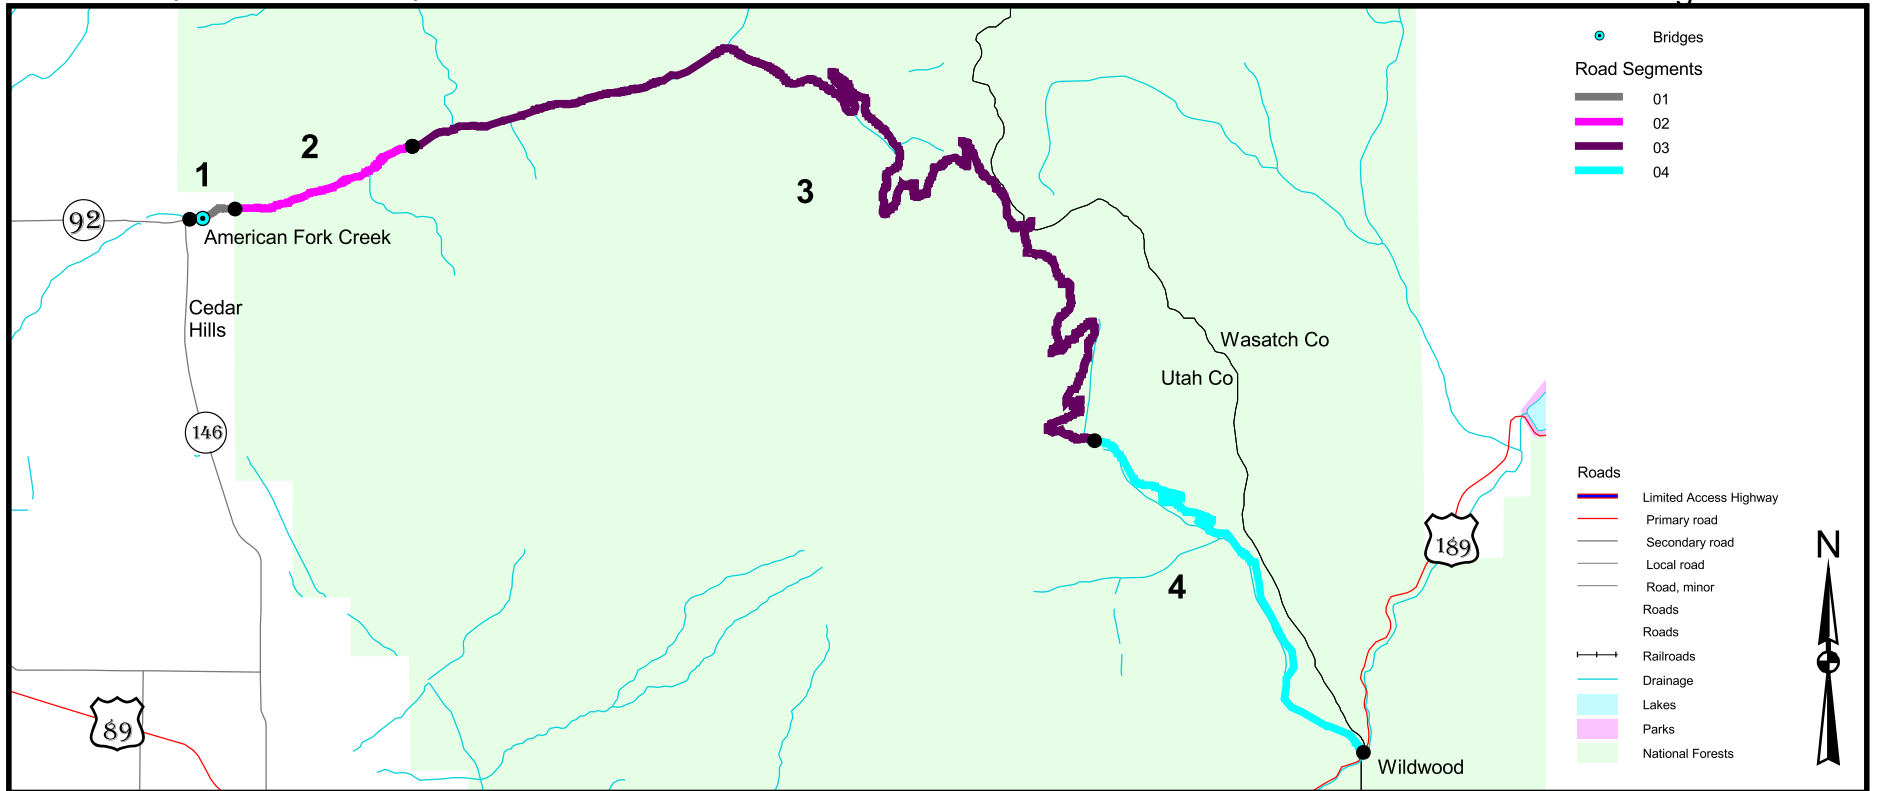 Bridges
Road Segments
01
02
03
04
1
2
3
4
92
American Fork Creek
Cedar
Hills
146
Wasatch Co
Utah Co
189
89
Wildwood
Roads
Limited Access Highway
Primary road
Secondary road
Local road
Road, minor
Roads
Roads
Railroads
Drainage
Lakes
Parks
National Forests
N